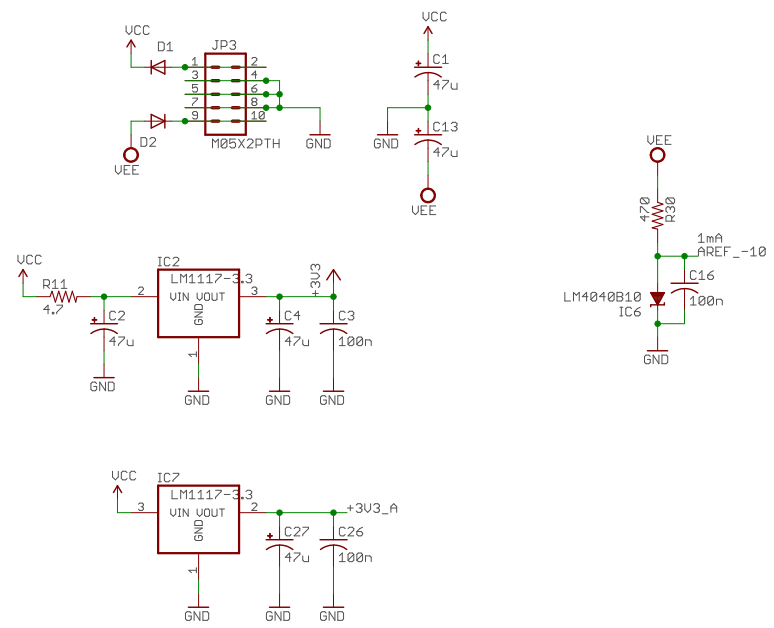 VCC
D1
JP3
1
2
3
4
5
6
7
8
9
10
D2
VEE
M05X2PTH
GND
VCC
C1
47u
GND
C13
47u
VEE
VEE
470
R30
1mA
AREF_-10
LM4040B10
IC6
C16
100n
GND
VCC
R11
4.7
C2
47u
GND
IC2
LM1117-3.3
2
VIN VOUT
3
GND
1
GND
+3V3
C4
47u
GND
C3
100n
GND
VCC
IC7
LM1117-3.3
3
VIN VOUT
2
GND
1
GND
+3V3_A
C27
47u
GND
C26
100n
GND